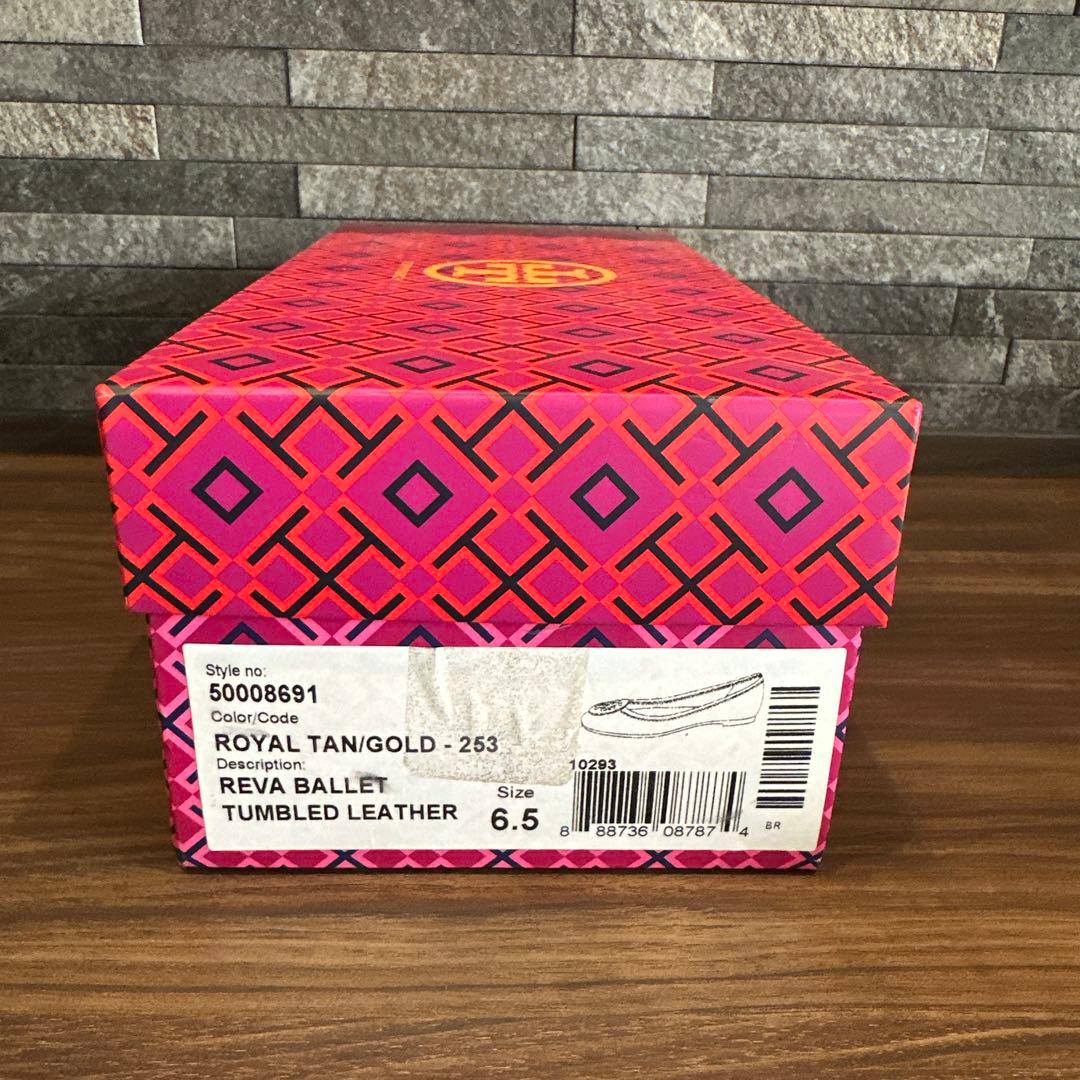 Style no:
50008691
Color/Code
ROYAL TAN/GOLD - 253
Description:
REVA BALLET
TUMBLED LEATHER
Size
6.5
10293
8 88736 08787 4
BR